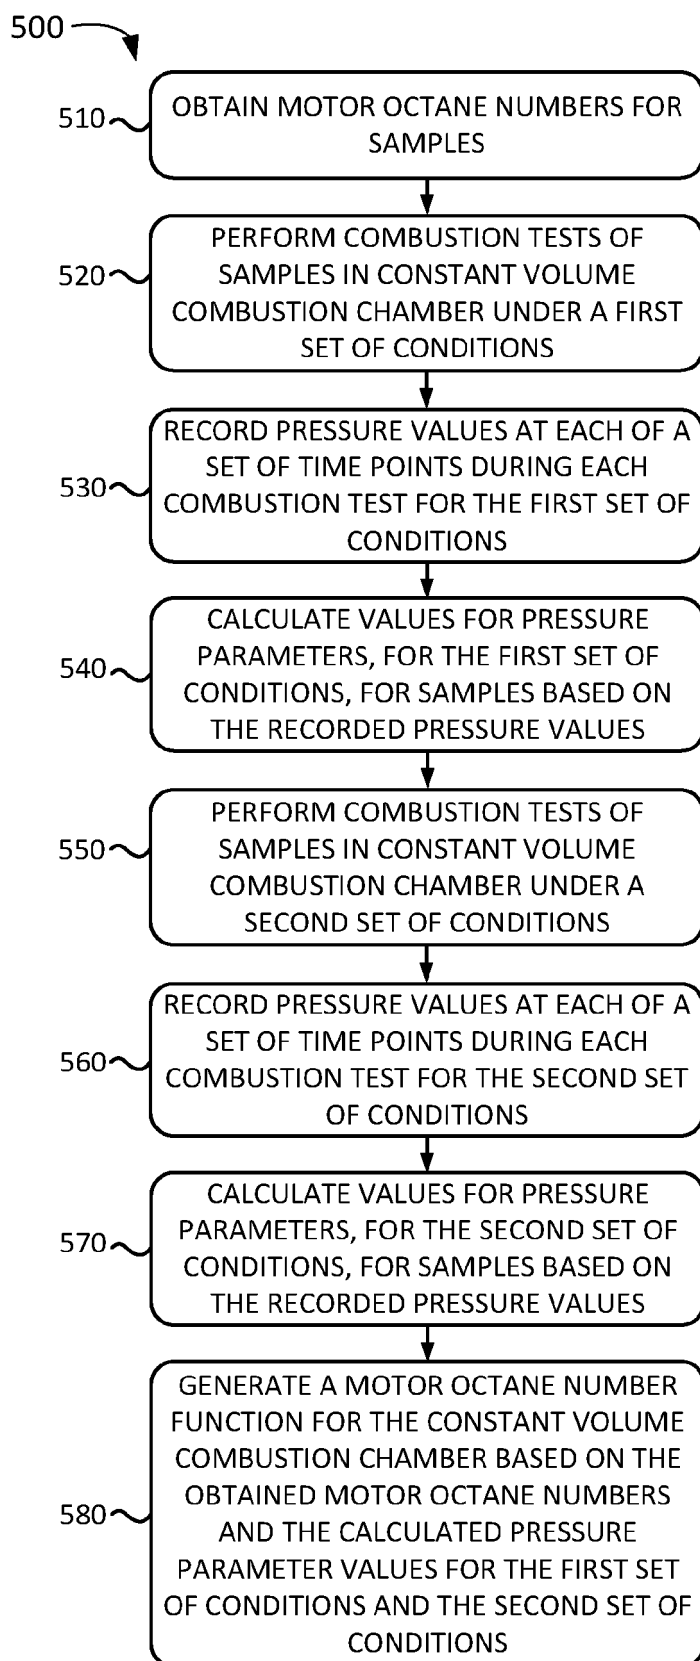 500
510
OBTAIN MOTOR OCTANE NUMBERS FOR
SAMPLES
520
PERFORM COMBUSTION TESTS OF
SAMPLES IN CONSTANT VOLUME
COMBUSTION CHAMBER UNDER A FIRST
SET OF CONDITIONS
530
RECORD PRESSURE VALUES AT EACH OF A
SET OF TIME POINTS DURING EACH
COMBUSTION TEST FOR THE FIRST SET OF
CONDITIONS
540
CALCULATE VALUES FOR PRESSURE
PARAMETERS, FOR THE FIRST SET OF
CONDITIONS, FOR SAMPLES BASED ON
THE RECORDED PRESSURE VALUES
550
PERFORM COMBUSTION TESTS OF
SAMPLES IN CONSTANT VOLUME
COMBUSTION CHAMBER UNDER A
SECOND SET OF CONDITIONS
560
RECORD PRESSURE VALUES AT EACH OF A
SET OF TIME POINTS DURING EACH
COMBUSTION TEST FOR THE SECOND SET
OF CONDITIONS
570
CALCULATE VALUES FOR PRESSURE
PARAMETERS, FOR THE SECOND SET OF
CONDITIONS, FOR SAMPLES BASED ON
THE RECORDED PRESSURE VALUES
580
GENERATE A MOTOR OCTANE NUMBER
FUNCTION FOR THE CONSTANT VOLUME
COMBUSTION CHAMBER BASED ON THE
OBTAINED MOTOR OCTANE NUMBERS
AND THE CALCULATED PRESSURE
PARAMETER VALUES FOR THE FIRST SET
OF CONDITIONS AND THE SECOND SET OF
CONDITIONS